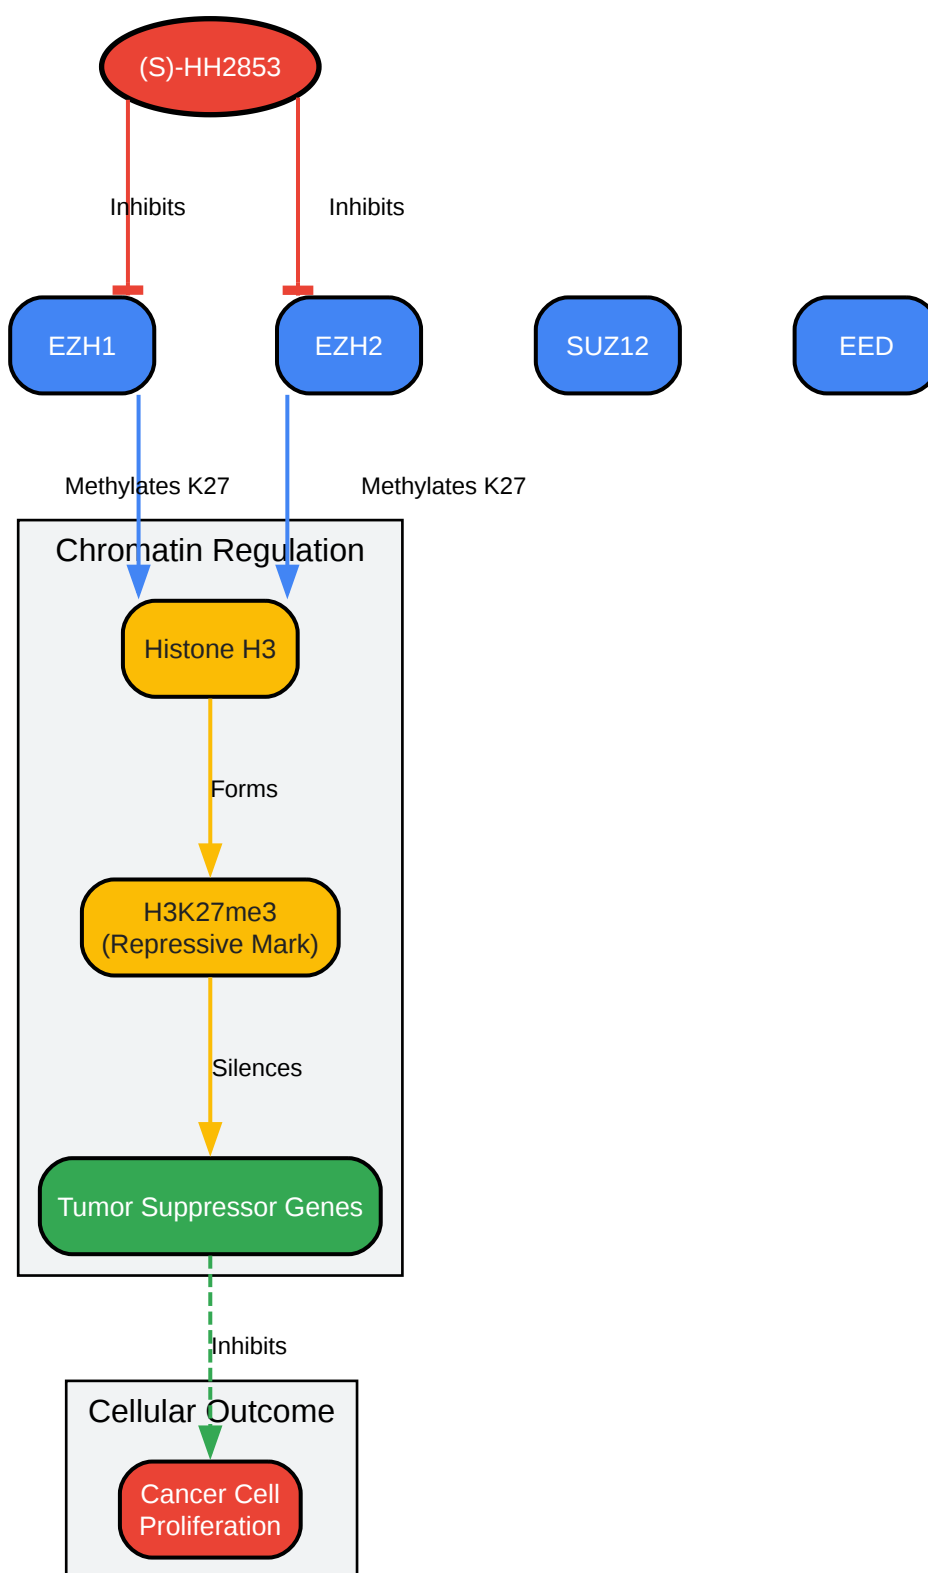 (S)-HH2853
Inhibits
Inhibits
EZH1
EZH2
SUZ12
EED
Methylates K27
Methylates K27
Chromatin Regulation
Histone H3
Forms
H3K27me3
(Repressive Mark)
Silences
Tumor Suppressor Genes
Inhibits
Cellular Outcome
Cancer Cell
Proliferation